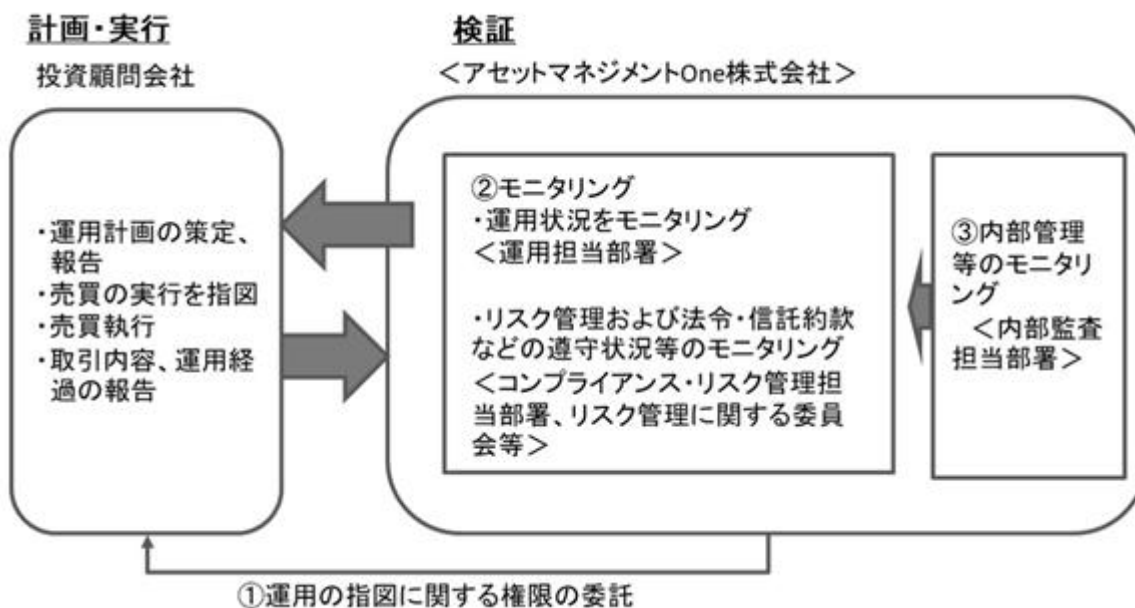 計画・実行
投資顧問会社
・運用計画の策定、
報告
・売買の実行を指図
・売買執行
・取引内容、運用経
過の報告
検証
＜アセットマネジメントOne株式会社＞
②モニタリング
・運用状況をモニタリング
＜運用担当部署＞
・リスク管理および法令・信託約款
などの遵守状況等のモニタリング
＜コンプライアンス・リスク管理担
当部署、リスク管理に関する委員
会等＞
③内部管理
等のモニタリ
ング
＜内部監査
担当部署＞
①運用の指図に関する権限の委託